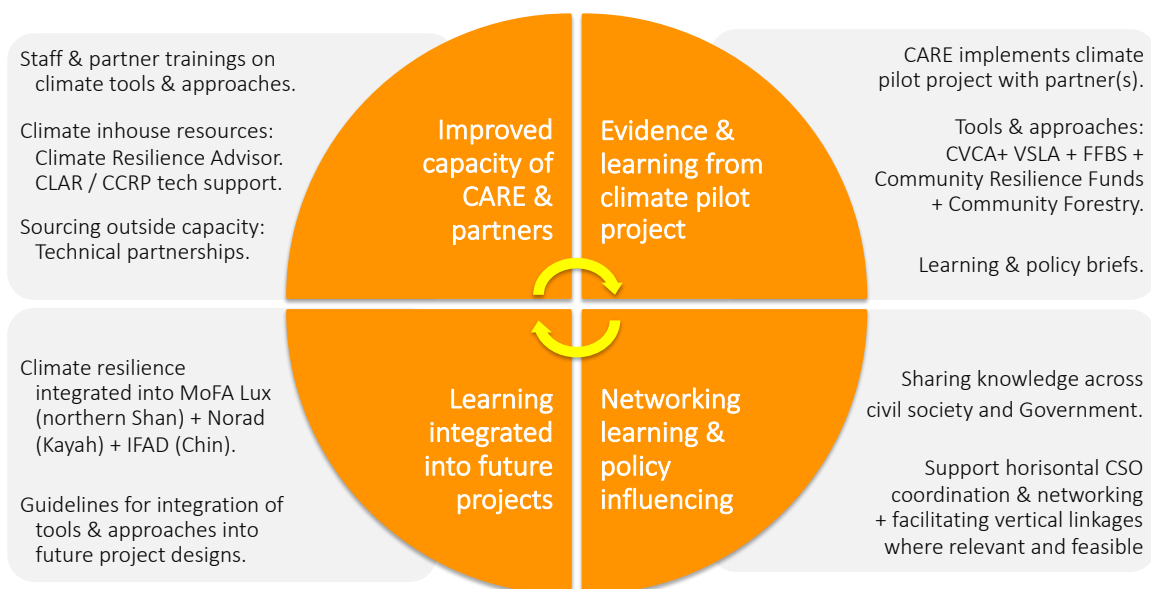 Staff & partner trainings on
climate tools & approaches.
Climate inhouse resources:
Climate Resilience Advisor.
CLAR / CCRP tech support.
Sourcing outside capacity:
Technical partnerships.
Improved
capacity of
CARE &
partners
Evidence &
learning from
climate pilot
project
CARE implements climate
pilot project with partner(s).
Tools & approaches:
CVCA+ VSLA + FFBS +
Community Resilience Funds
+ Community Forestry.
Learning & policy briefs.
Climate resilience
integrated into MoFA Lux
(northern Shan) + Norad
(Kayah) + IFAD (Chin).
Guidelines for integration of
tools & approaches into
future project designs.
Learning
integrated
into future
projects
Networking
learning &
policy
influencing
Sharing knowledge across
civil society and Government.
Support horisontal CSO
coordination & networking
+ facilitating vertical linkages
where relevant and feasible